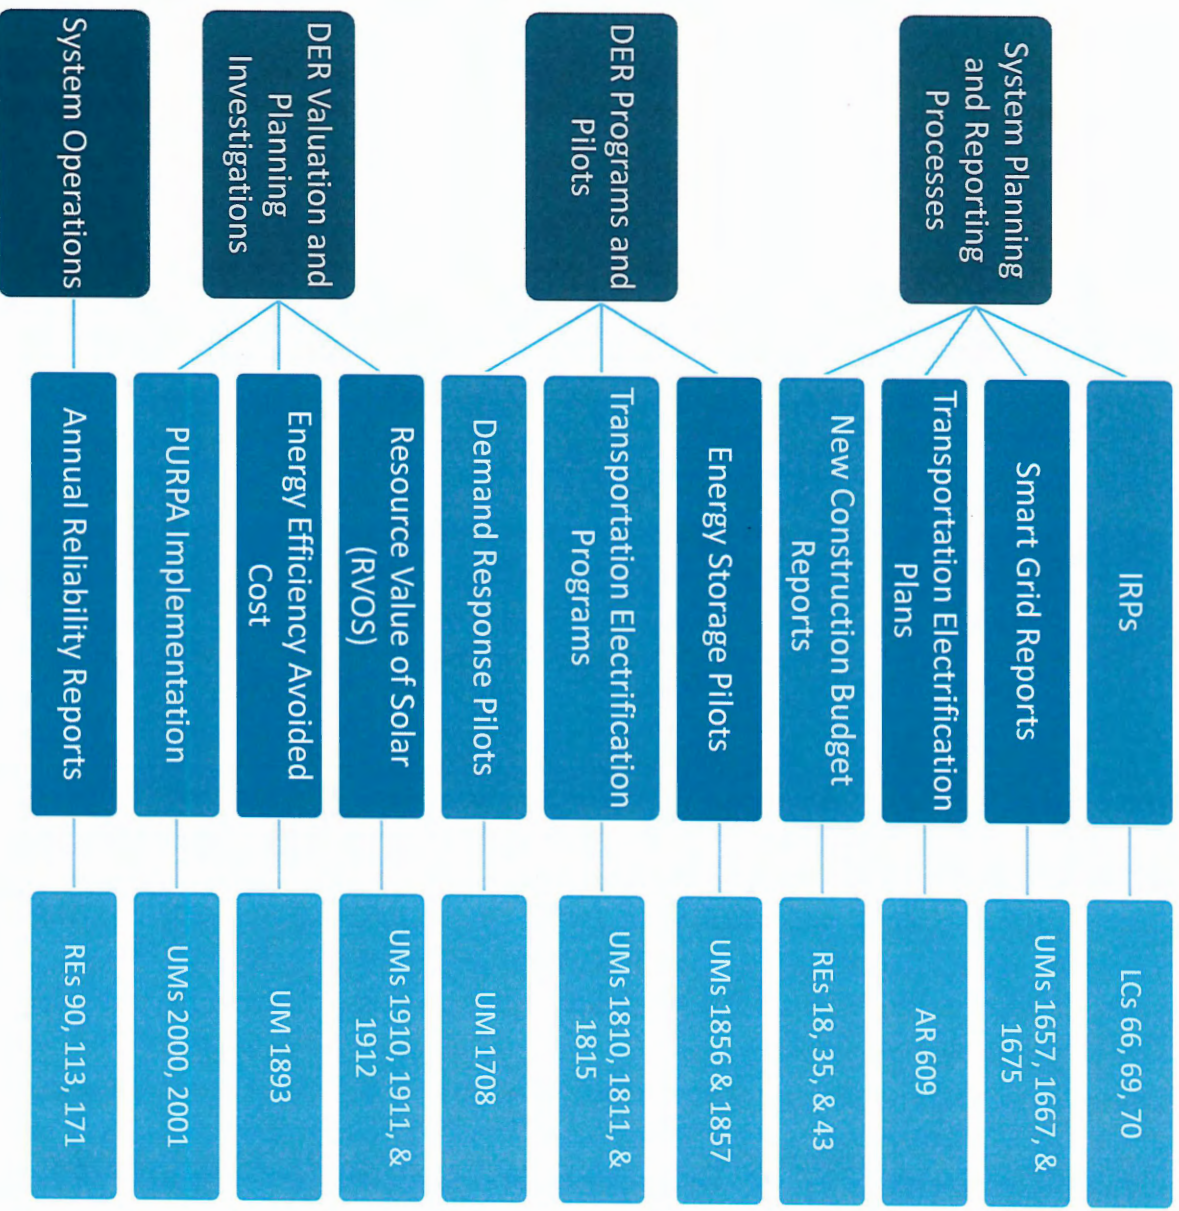 System Planning
and Reporting
Processes
IRPs
LCs 66, 69, 70
Smart Grid Reports
UMs 1657, 1667, &
1675
Transportation Electrification
Plans
AR 609
New Construction Budget
Reports
REs 18, 35, & 43
DER Programs and
Pilots
Energy Storage Pilots
UMs 1856 & 1857
Transportation Electrification
Programs
UMs 1810, 1811, &
1815
Demand Response Pilots
UM 1708
DER Valuation and
Planning
Investigations
Resource Value of Solar
(RVOS)
UMs 1910, 1911, &
1912
Energy Efficiency Avoided
Cost
UM 1893
PURPA Implementation
UMs 2000, 2001
System Operations
Annual Reliability Reports
REs 90, 113, 171